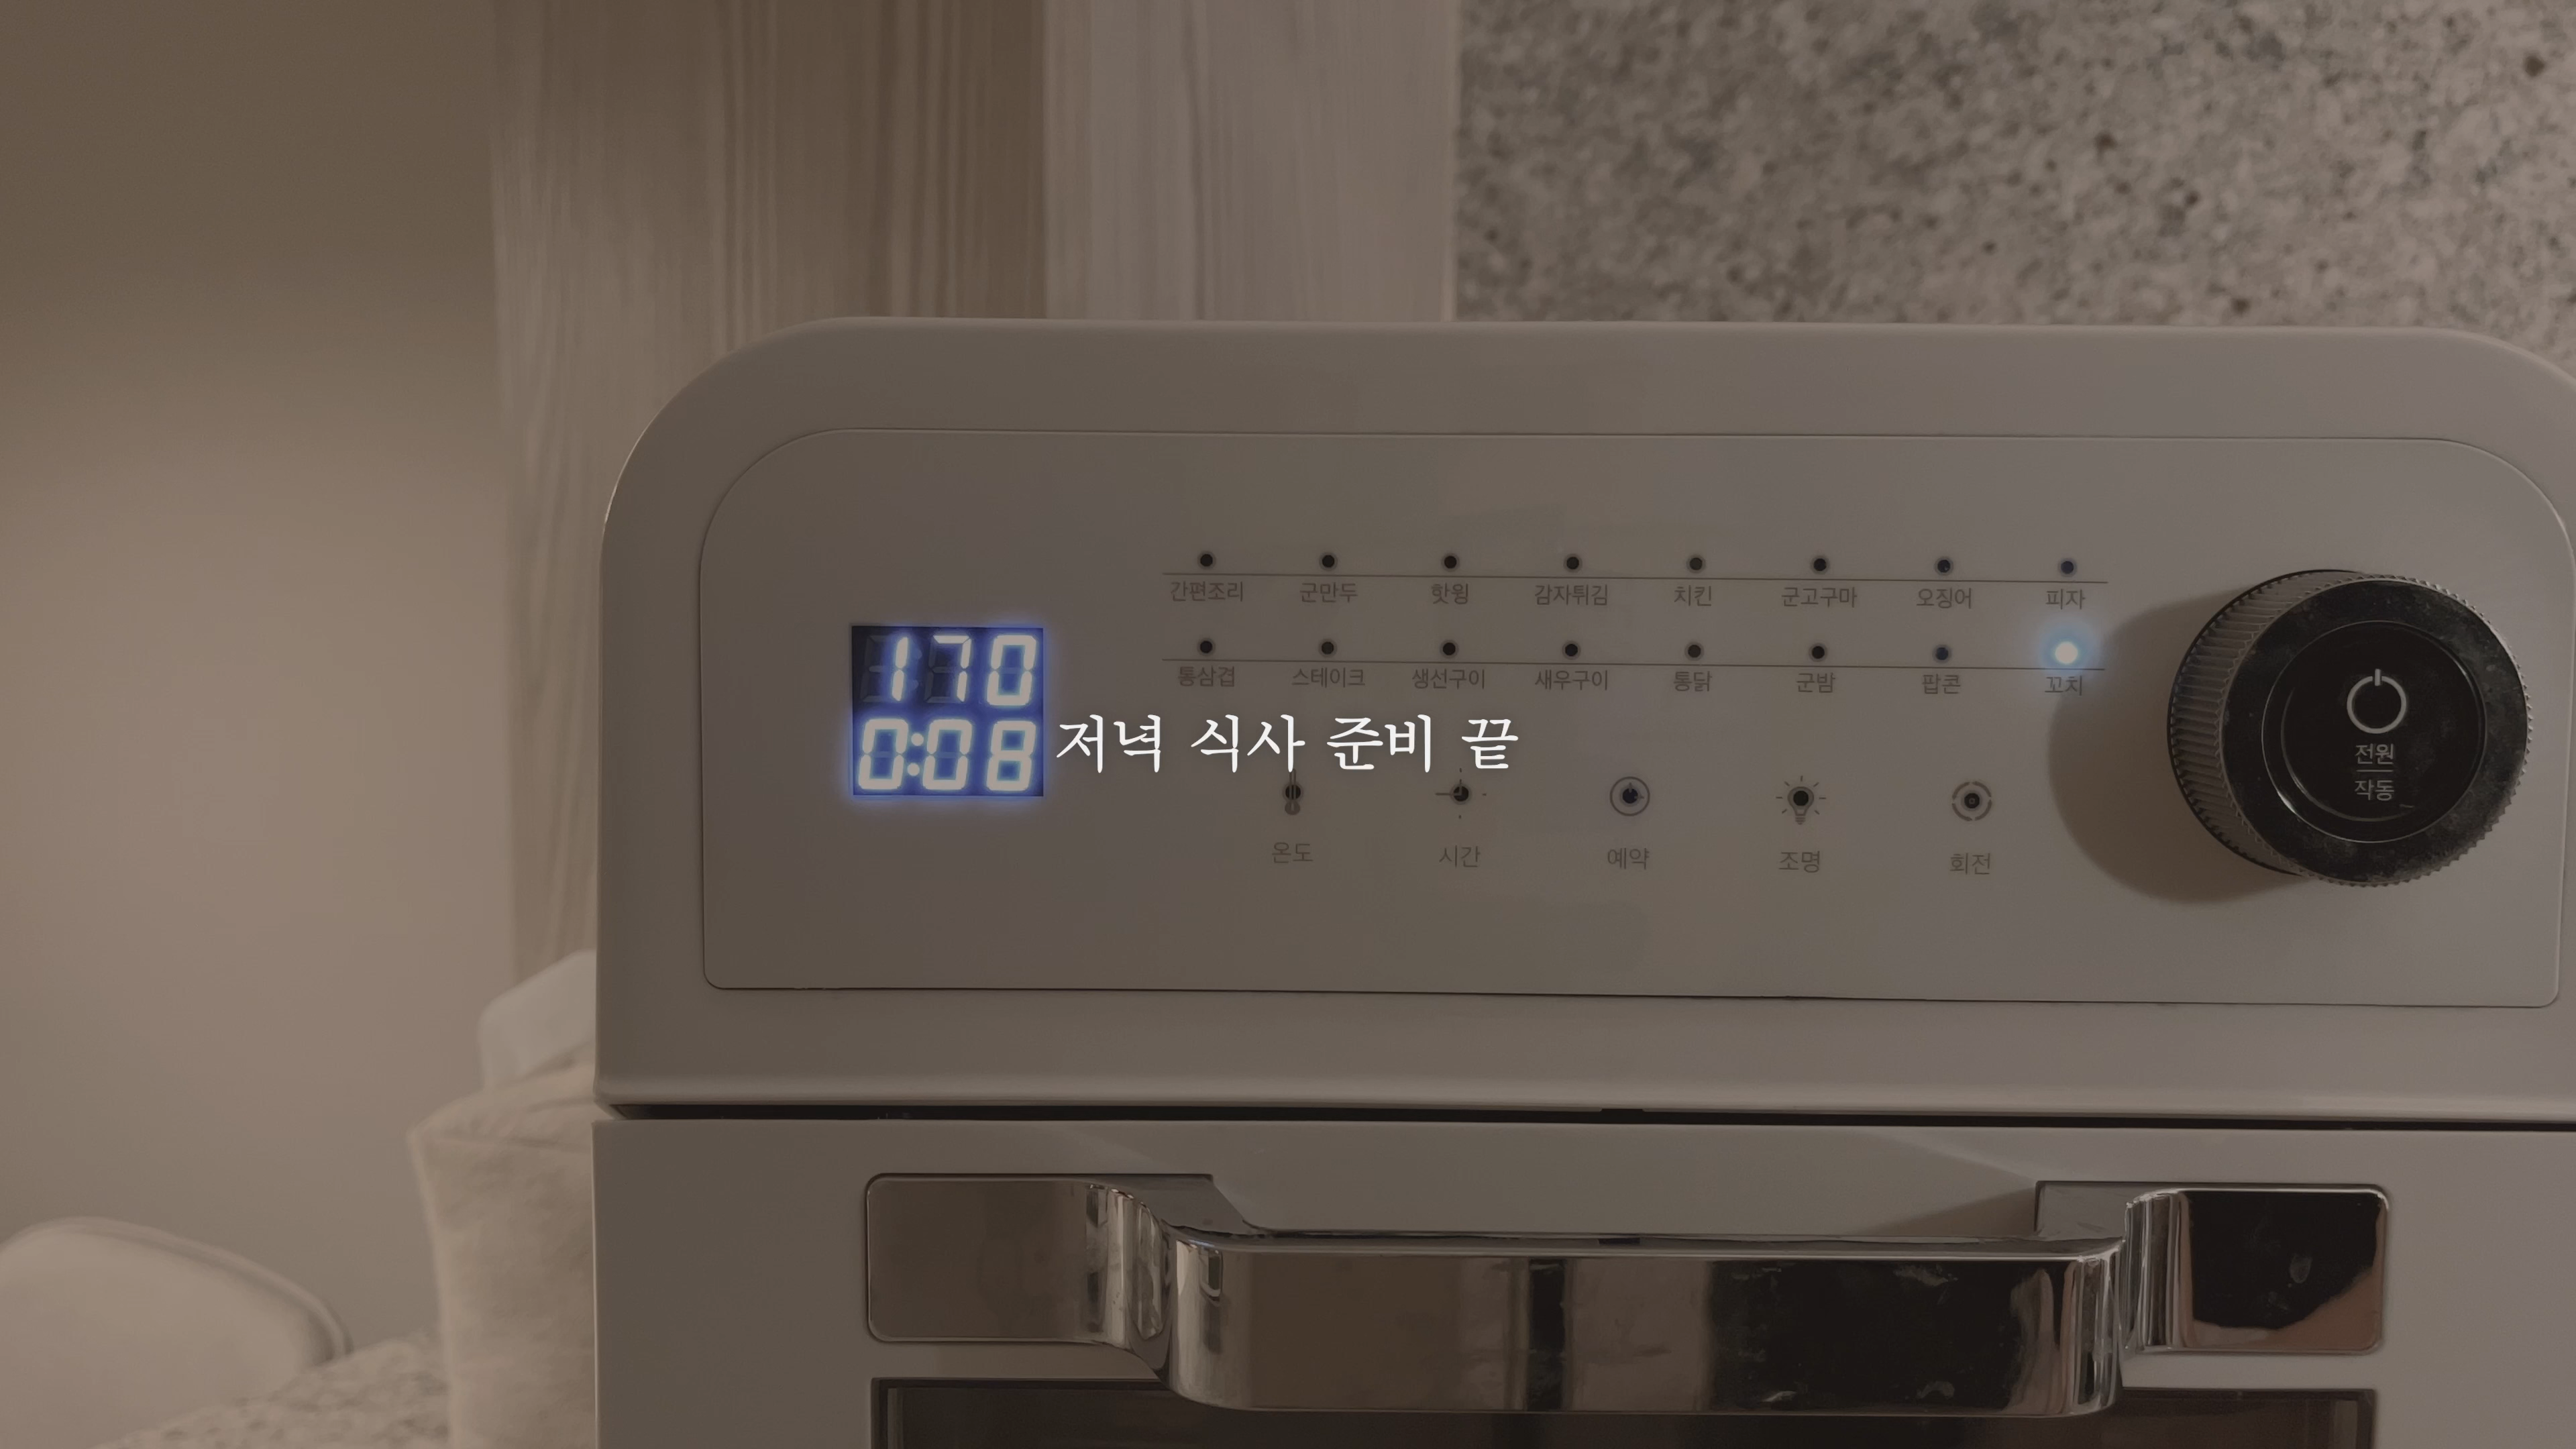 간편조리 군만두 핫윙 감자튀김 치킨 군고구마 오징어 피자
170
통삼겹 스테이크 생선구이 새우구이 통닭 군밤 팝콘 꼬치
0:08
저녁 식사 준비 끝
전원
작동
온도 시간 예약 조명 회전